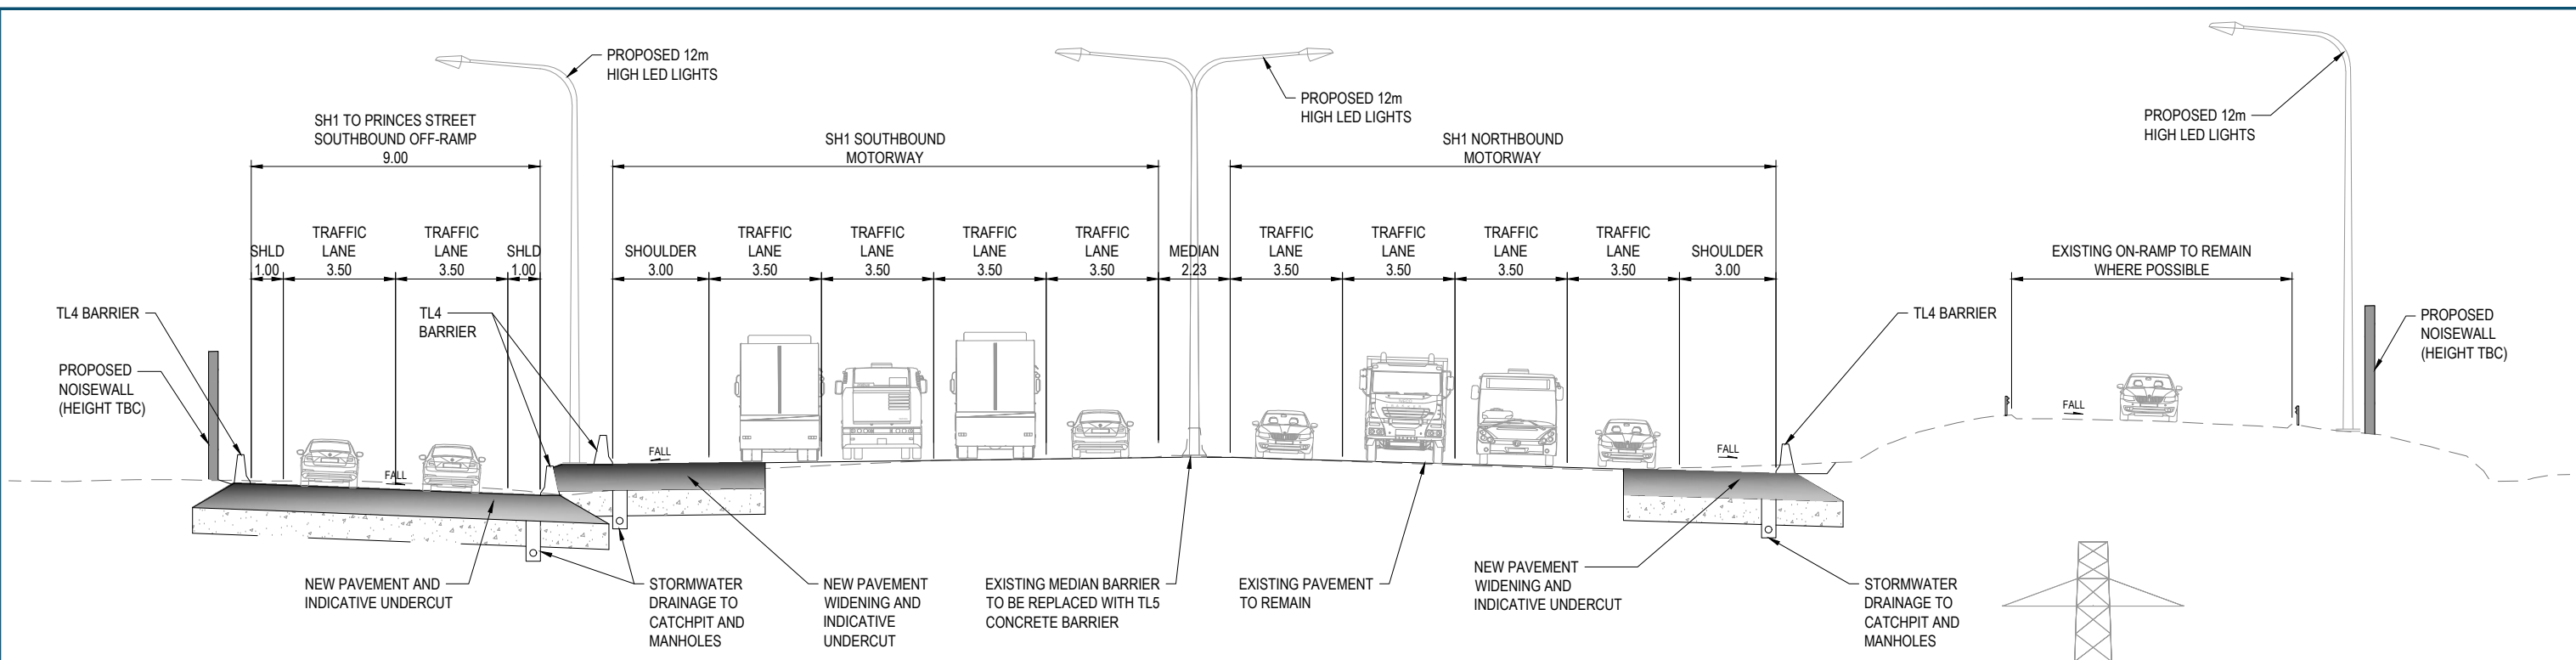 PROPOSED 12m
HIGH LED LIGHTS
PROPOSED 12m
HIGH LED LIGHTS
PROPOSED 12m
HIGH LED LIGHTS
SH1 TO PRINCES STREET
SOUTHBOUND OFF-RAMP
9.00
SH1 SOUTHBOUND
MOTORWAY
SH1 NORTHBOUND
MOTORWAY
SHLD
1.00
TRAFFIC
LANE
3.50
TRAFFIC
LANE
3.50
SHLD
1.00
SHOULDER
3.00
TRAFFIC
LANE
3.50
TRAFFIC
LANE
3.50
TRAFFIC
LANE
3.50
TRAFFIC
LANE
3.50
MEDIAN
2.23
TRAFFIC
LANE
3.50
TRAFFIC
LANE
3.50
TRAFFIC
LANE
3.50
TRAFFIC
LANE
3.50
SHOULDER
3.00
EXISTING ON-RAMP TO REMAIN
WHERE POSSIBLE
TL4 BARRIER
PROPOSED
NOISEWALL
(HEIGHT TBC)
TL4
BARRIER
TL4 BARRIER
PROPOSED
NOISEWALL
(HEIGHT TBC)
FALL
FALL
FALL
FALL
NEW PAVEMENT AND
INDICATIVE UNDERCUT
STORMWATER
DRAINAGE TO
CATCHPIT AND
MANHOLES
NEW PAVEMENT
WIDENING AND
INDICATIVE
UNDERCUT
EXISTING MEDIAN BARRIER
TO BE REPLACED WITH TL5
CONCRETE BARRIER
EXISTING PAVEMENT
TO REMAIN
NEW PAVEMENT
WIDENING AND
INDICATIVE UNDERCUT
STORMWATER
DRAINAGE TO
CATCHPIT AND
MANHOLES